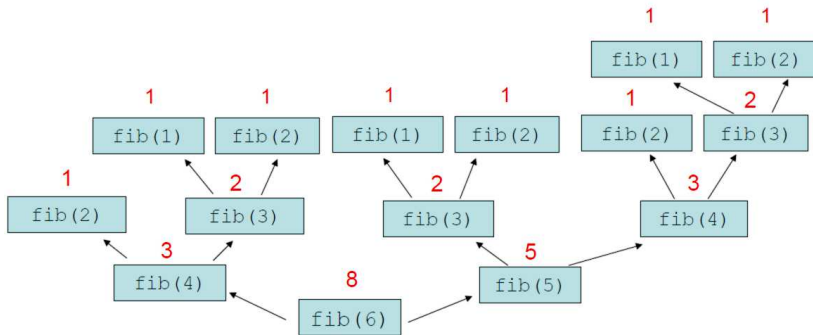 1 1
fib(1) fib(2)
1 1 1 1 1 2
fib(1) fib(2) fib(1) fib(2) fib(2) fib(3)
1 2 2 3
fib(2) fib(3) fib(3) fib(4)
3 5
fib(4) fib(5)
8
fib(6)